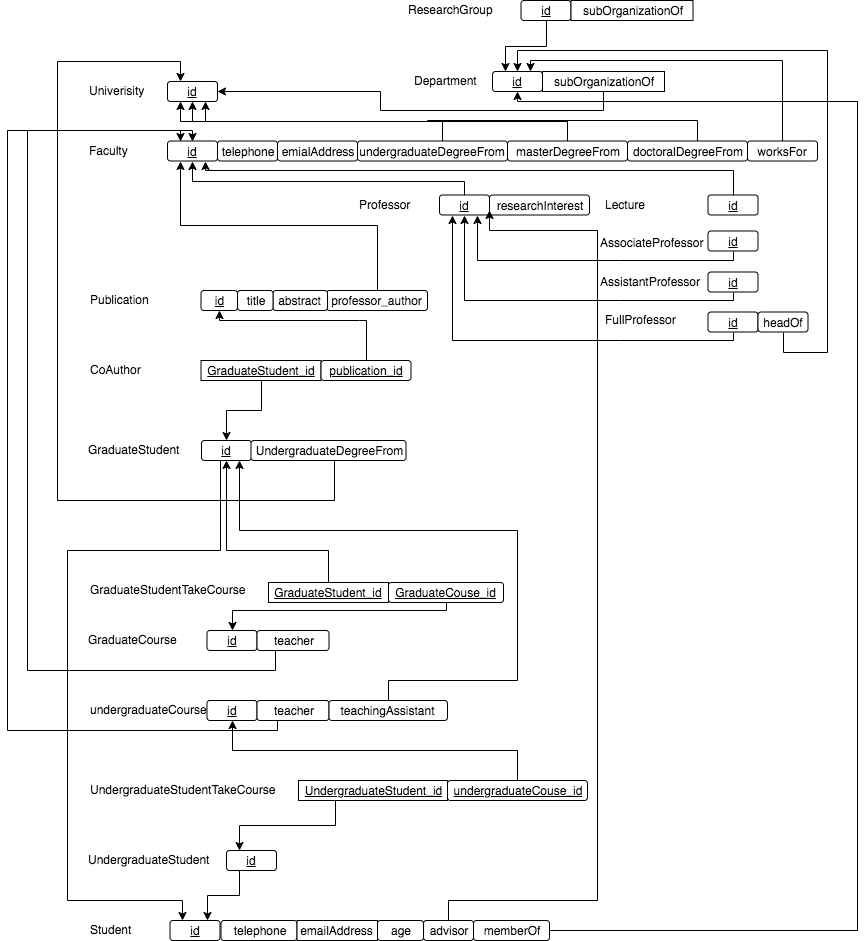 ResearchGroup id subOrganizationOf
Department id subOrganizationOf
Univerisity id
Faculty id telephone emialAddress undergraduateDegreeFrom masterDegreeFrom doctoralDegreeFrom worksFor
Professor id researchInterest Lecture id
AssociateProfessor id
AssistantProfessor id
Publication id title abstract professor_author
FullProfessor id headOf
CoAuthor GraduateStudent_id publication_id
GraduateStudent id UndergraduateDegreeFrom
GraduateStudentTakeCourse GraduateStudent_id GraduateCouse_id
GraduateCourse id teacher
undergraduateCourse id teacher teachingAssistant
UndergraduateStudentTakeCourse UndergraduateStudent_id undergraduateCouse_id
UndergraduateStudent id
Student id telephone emailAddress age advisor memberOf